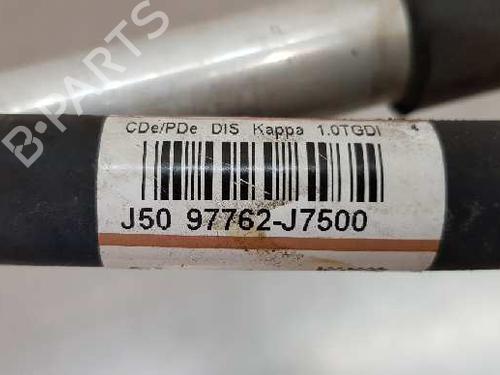 CDe/PDe DIS Kappa 1.0TGDI
J50 97762-J7500
B-PARTS